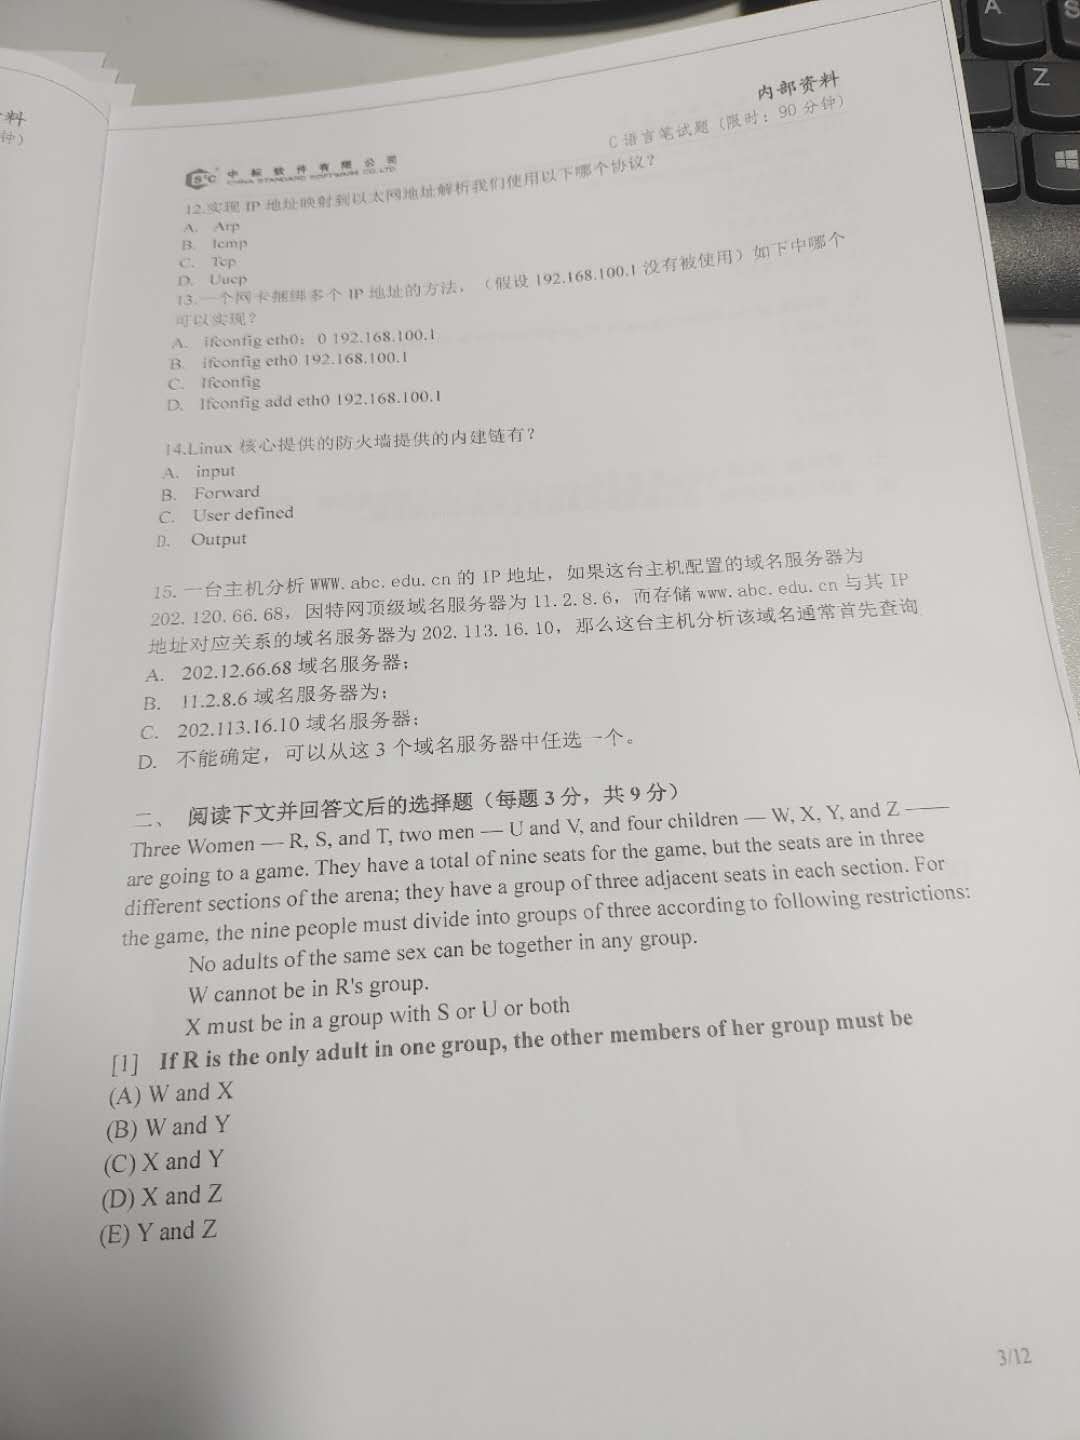 料
钟）
内部资料
C 语言笔试题（限时：90 分钟）
中标软件有限公司
CHINA STANDARD SOFTWARE CO.,LTD.
12.实现 IP 地址映射到以太网地址解析我们使用以下哪个协议？
A. Arp
B. Icmp
C. Tcp
D. Uucp
13.一个网卡捆绑多个 IP 地址的方法，（假设 192.168.100.1 没有被使用）如下中哪个
可以实现？
A. ifconfig eth0：0 192.168.100.1
B. ifconfig eth0 192.168.100.1
C. Ifconfig
D. Ifconfig add eth0 192.168.100.1
14.Linux 核心提供的防火墙提供的内建链有？
A. input
B. Forward
C. User defined
D. Output
15. 一台主机分析 WWW.abc.edu.cn 的 IP 地址，如果这台主机配置的域名服务器为
202.120.66.68，因特网顶级域名服务器为 11.2.8.6，而存储 www.abc.edu.cn 与其 IP
地址对应关系的域名服务器为 202.113.16.10，那么这台主机分析该域名通常首先查询
A. 202.12.66.68 域名服务器；
B. 11.2.8.6 域名服务器为；
C. 202.113.16.10 域名服务器；
D. 不能确定，可以从这 3 个域名服务器中任选一个。
二、 阅读下文并回答文后的选择题（每题 3 分，共 9 分）
Three Women — R, S, and T, two men — U and V, and four children — W, X, Y, and Z ——
are going to a game. They have a total of nine seats for the game, but the seats are in three
different sections of the arena; they have a group of three adjacent seats in each section. For
the game, the nine people must divide into groups of three according to following restrictions:
No adults of the same sex can be together in any group.
W cannot be in R's group.
X must be in a group with S or U or both
[1] If R is the only adult in one group, the other members of her group must be
(A) W and X
(B) W and Y
(C) X and Y
(D) X and Z
(E) Y and Z
3/12
A
S
Z